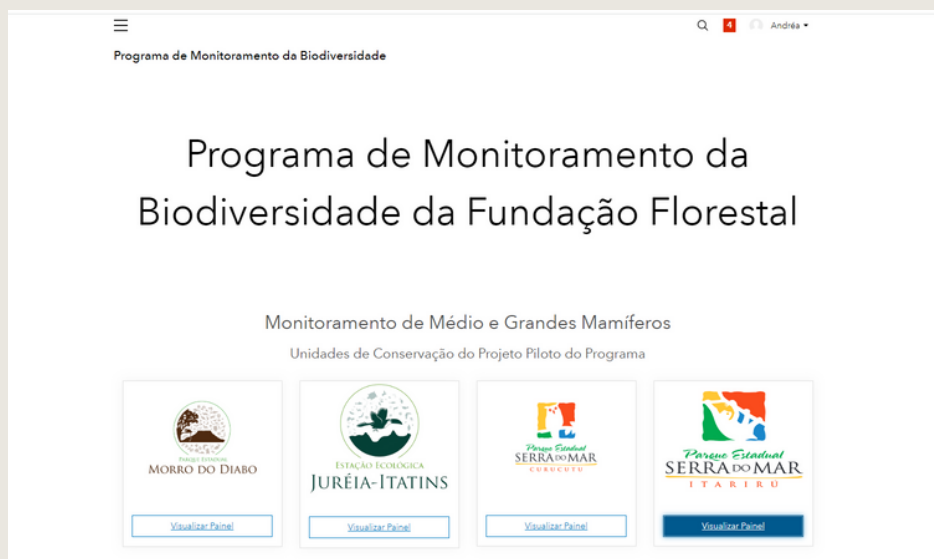 4
Andréa
Programa de Monitoramento da Biodiversidade
Programa de Monitoramento da
Biodiversidade da Fundação Florestal
Monitoramento de Médio e Grandes Mamíferos
Unidades de Conservação do Projeto Piloto do Programa
PARQUE ESTADUAL
MORRO DO DIABO
Visualizar Painel
ESTAÇÃO ECOLÓGICA
JURÉIA-ITATINS
Visualizar Painel
Parque Estadual
SERRA DO MAR
CURUCUTU
Visualizar Painel
Parque Estadual
SERRA DO MAR
ITARIRÚ
Visualizar Painel